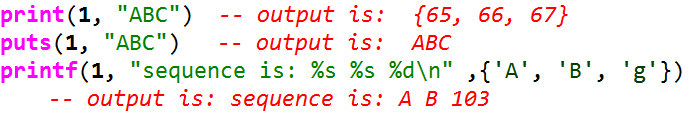 print(1, "ABC")  -- output is:  {65, 66, 67}
puts(1, "ABC")  -- output is:  ABC
printf(1, "sequence is: %s %s %d\n" ,{'A', 'B', 'g'})
    -- output is: sequence is: A B 103